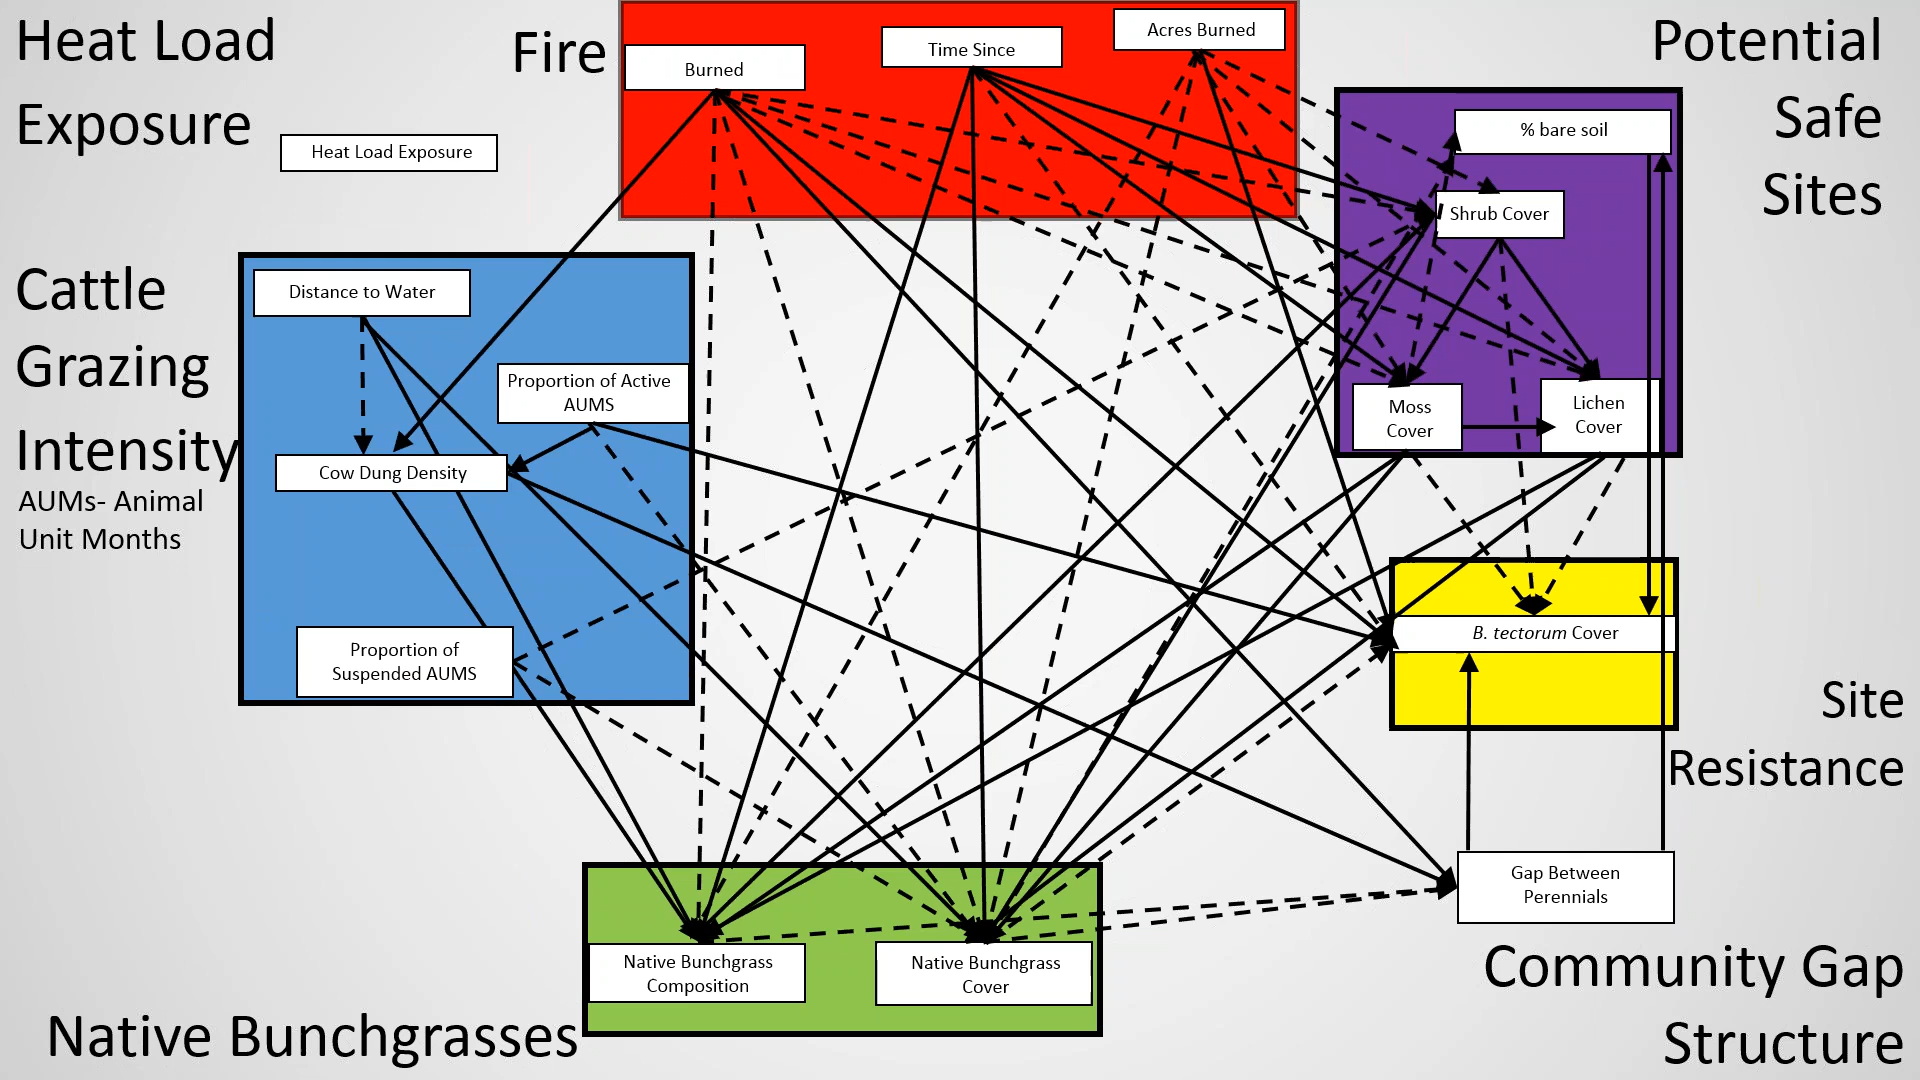 Heat Load
Exposure
Heat Load Exposure
Fire
Burned
Time Since
Acres Burned
Potential
Safe
Sites
% bare soil
Shrub Cover
Moss
Cover
Lichen
Cover
Cattle
Grazing
Intensity
AUMs- Animal
Unit Months
Distance to Water
Proportion of Active
AUMS
Cow Dung Density
Proportion of
Suspended AUMS
B. tectorum Cover
Site
Resistance
Gap Between
Perennials
Community Gap
Structure
Native Bunchgrass
Composition
Native Bunchgrass
Cover
Native Bunchgrasses